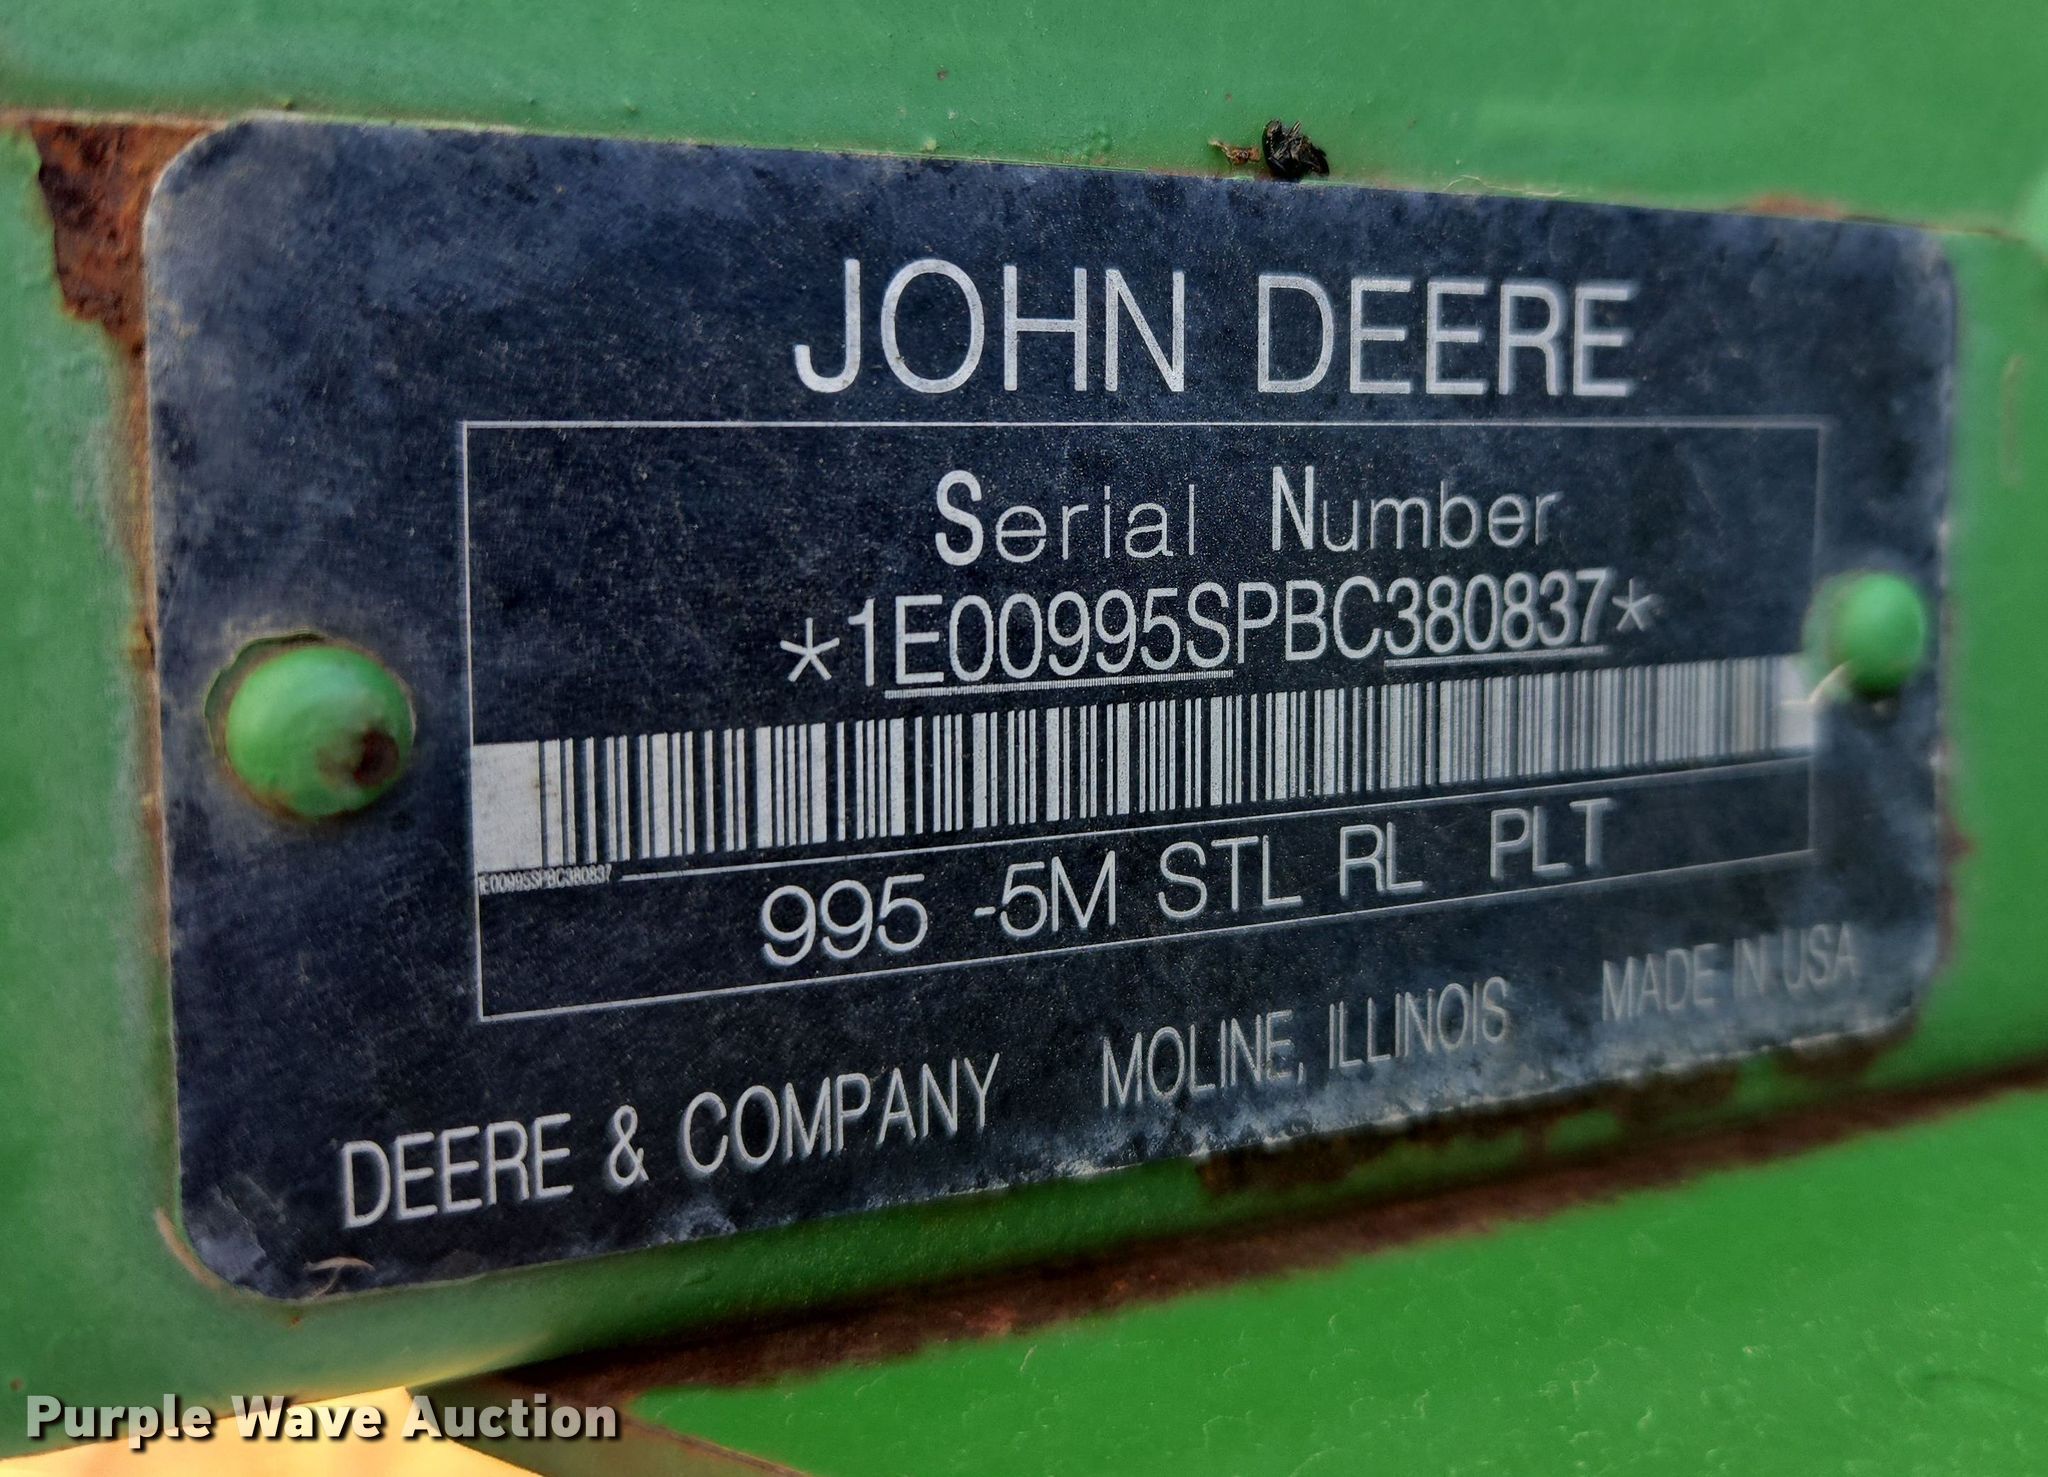 JOHN DEERE
Serial Number
*1E00995SPBC380837*
1E00995SPBC380837
995 -5M STL RL PLT
DEERE & COMPANY MOLINE, ILLINOIS MADE IN USA
Purple Wave Auction